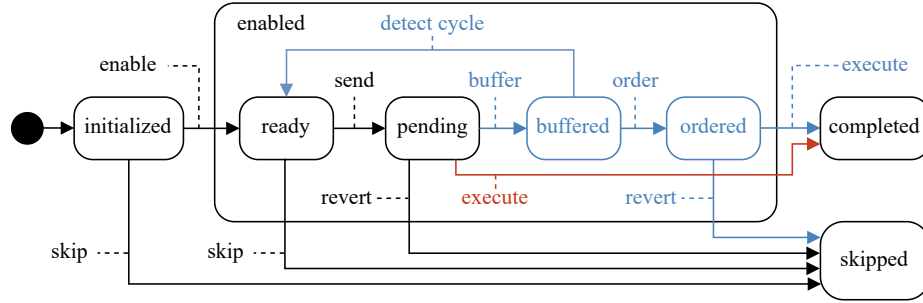 enabled
detect cycle
enable
send
buffer
order
execute
initialized
ready
pending
buffered
ordered
completed
revert
execute
revert
skip
skip
skipped